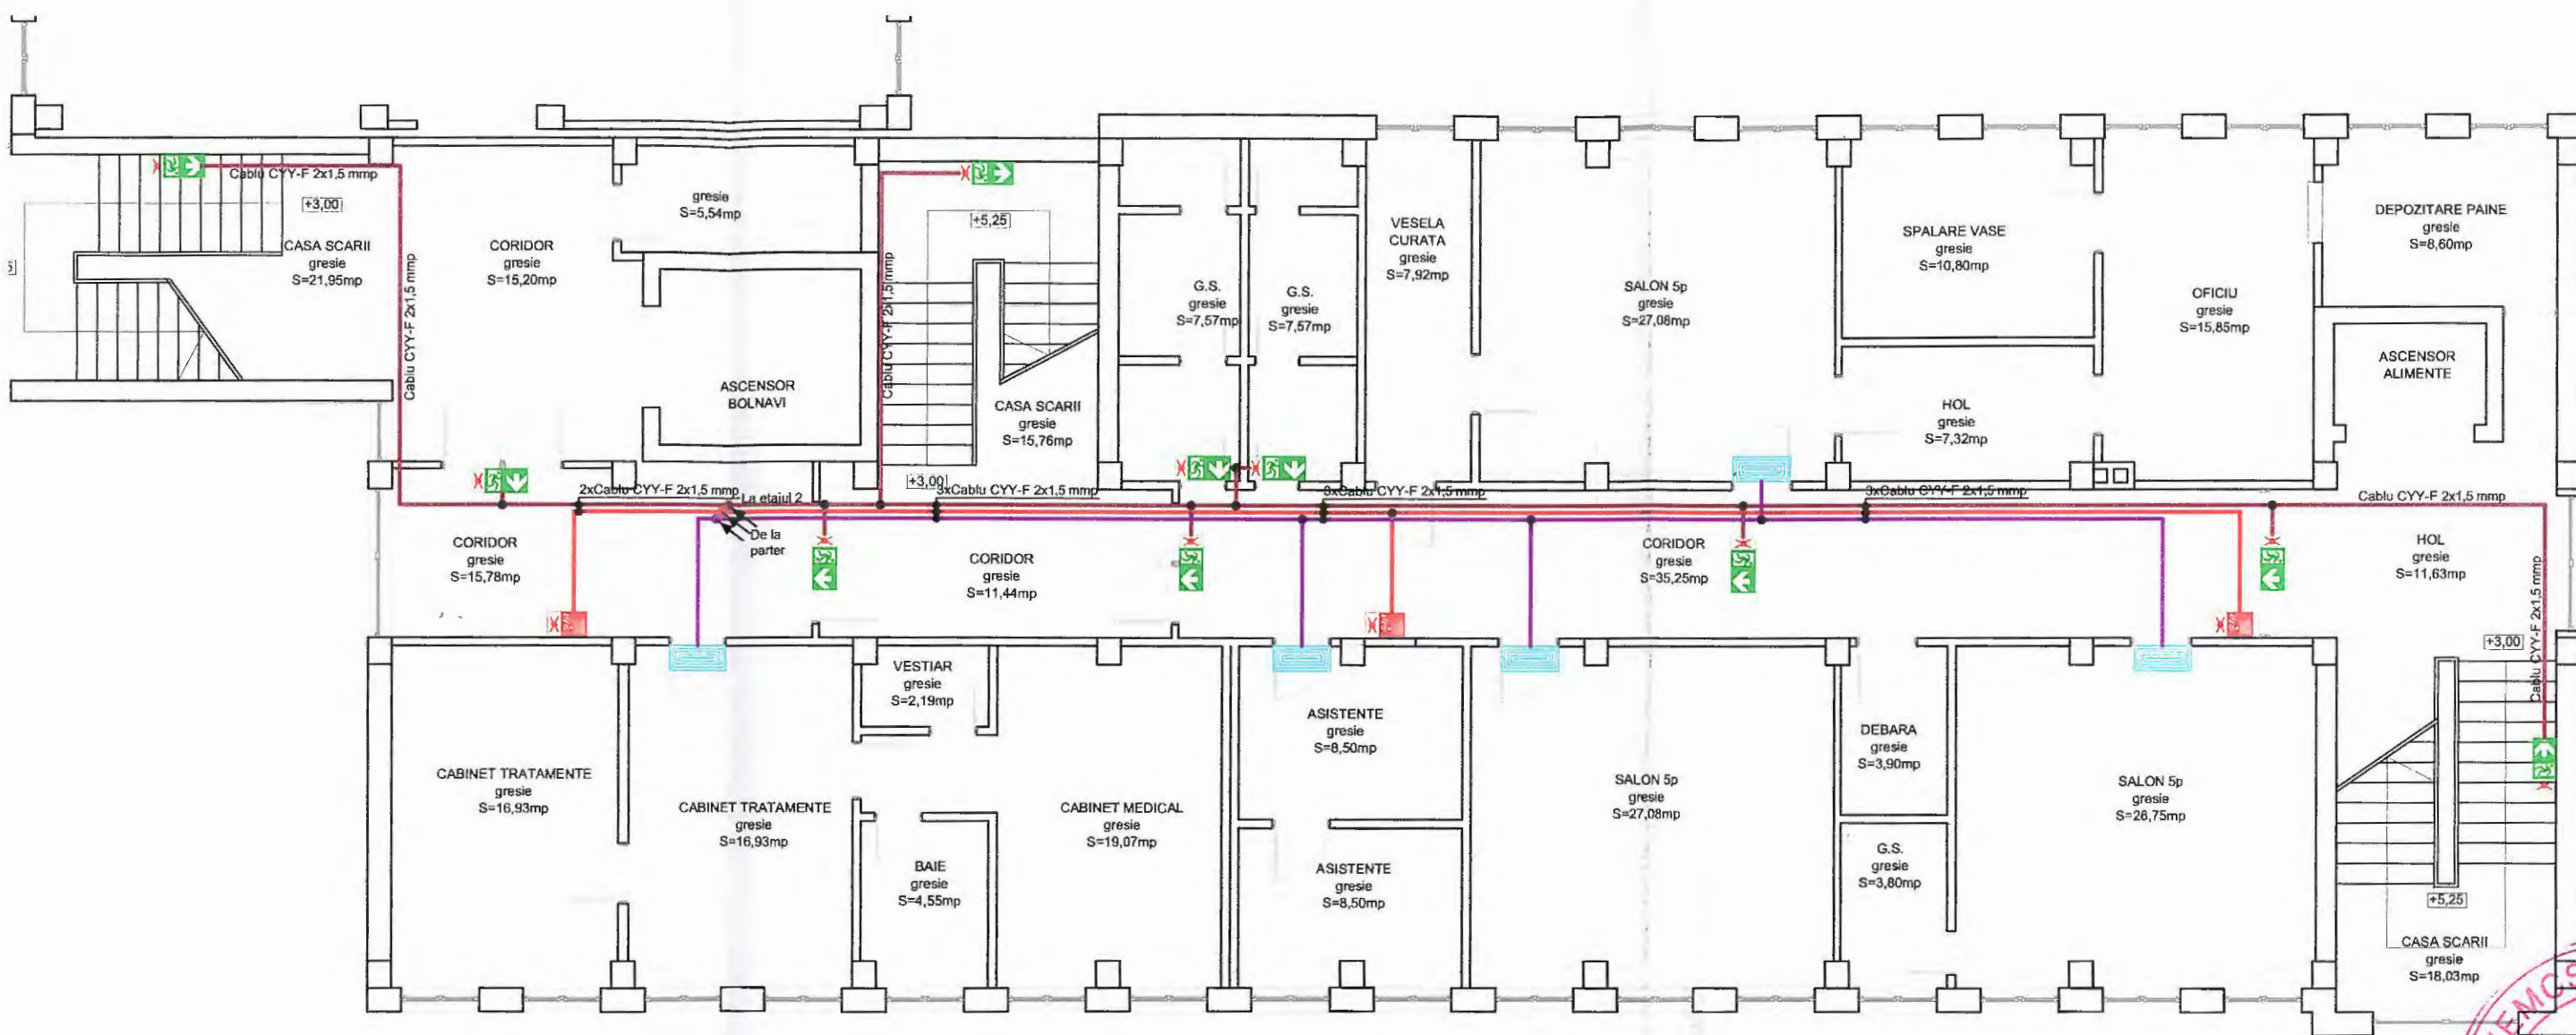 Cablu CYY-F 2x1,5 mmp
+3,00
CASA SCARII
gresie
S=21,95mp
Cablu CYY-F 2x1,5 mmp
CORIDOR
gresie
S=15,20mp
gresie
S=5,54mp
ASCENSOR
BOLNAVI
Cablu CYY-F 2x1,5 mmp
+5,25
CASA SCARII
gresie
S=15,76mp
+3,00
G.S.
gresie
S=7,57mp
G.S.
gresie
S=7,57mp
VESELA
CURATA
gresie
S=7,92mp
SALON 5p
gresie
S=27,08mp
SPALARE VASE
gresie
S=10,80mp
HOL
gresie
S=7,32mp
OFICIU
gresie
S=15,85mp
DEPOZITARE PAINE
gresie
S=8,60mp
ASCENSOR
ALIMENTE
2xCablu CYY-F 2x1,5 mmp
La etajul 2
3xCablu CYY-F 2x1,5 mmp
3xCablu CYY-F 2x1,5 mmp
3xCablu CYY-F 2x1,5 mmp
Cablu CYY-F 2x1,5 mmp
De la
parter
CORIDOR
gresie
S=15,78mp
CORIDOR
gresie
S=11,44mp
CORIDOR
gresie
S=35,25mp
HOL
gresie
S=11,63mp
Cablu CYY-F 2x1,5 mmp
+3,00
CABINET TRATAMENTE
gresie
S=16,93mp
CABINET TRATAMENTE
gresie
S=16,93mp
VESTIAR
gresie
S=2,19mp
BAIE
gresie
S=4,55mp
CABINET MEDICAL
gresie
S=19,07mp
ASISTENTE
gresie
S=8,50mp
ASISTENTE
gresie
S=8,50mp
SALON 5p
gresie
S=27,08mp
DEBARA
gresie
S=3,90mp
G.S.
gresie
S=3,80mp
SALON 5p
gresie
S=26,75mp
+5,25
CASA SCARII
gresie
S=18,03mp